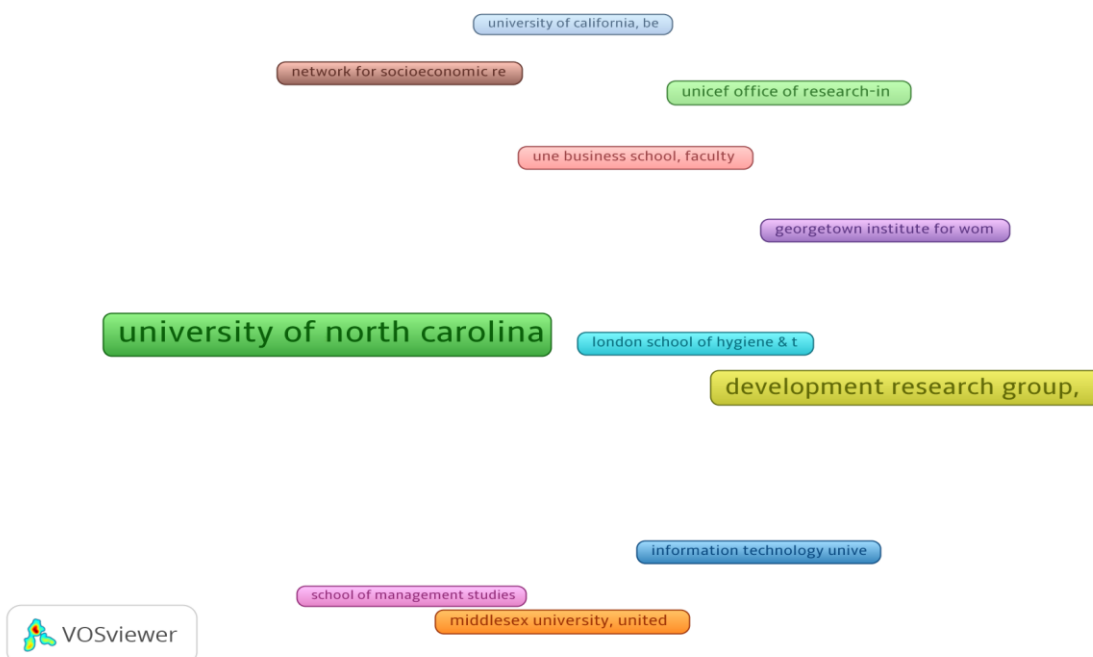 university of california, be
network for socioeconomic re
unicef office of research-in
une business school, faculty
georgetown institute for wom
university of north carolina
london school of hygiene & t
development research group,
information technology unive
school of management studies
middlesex university, united
VOSviewer